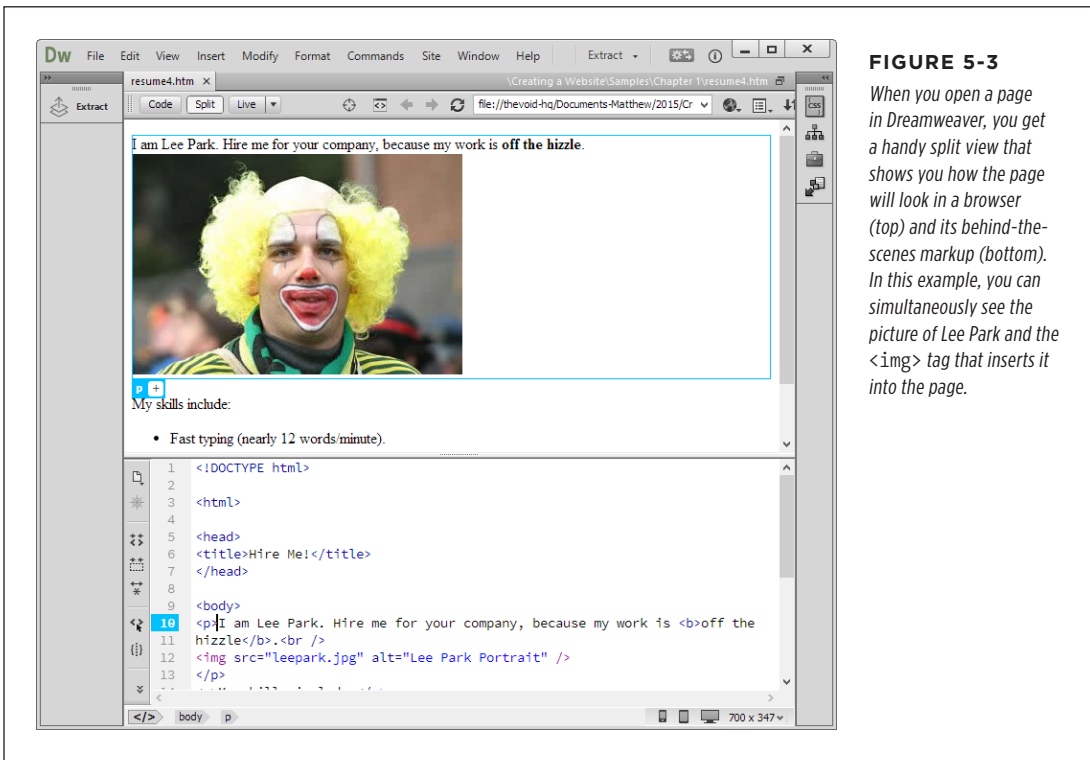 Dw File Edit View Insert Modify Format Commands Site Window Help Extract
resume4.htm × \Creating a Website\Samples\Chapter 1\resume4.htm
Extract
Code Split Live
file://thevoid-hq/Documents-Matthew/2015/Cr
CSS
I am Lee Park. Hire me for your company, because my work is off the hizzle.
p +
My skills include:
• Fast typing (nearly 12 words/minute).
1 <!DOCTYPE html>
2
3 <html>
4
5 <head>
6 <title>Hire Me!</title>
7 </head>
8
9 <body>
10 <p>I am Lee Park. Hire me for your company, because my work is <b>off the
11 hizzle</b>.<br />
12 <img src="leepark.jpg" alt="Lee Park Portrait" />
13 </p>
</> body p 700 x 347
FIGURE 5-3
When you open a page
in Dreamweaver, you get
a handy split view that
shows you how the page
will look in a browser
(top) and its behind-the-
scenes markup (bottom).
In this example, you can
simultaneously see the
picture of Lee Park and the
<img> tag that inserts it
into the page.